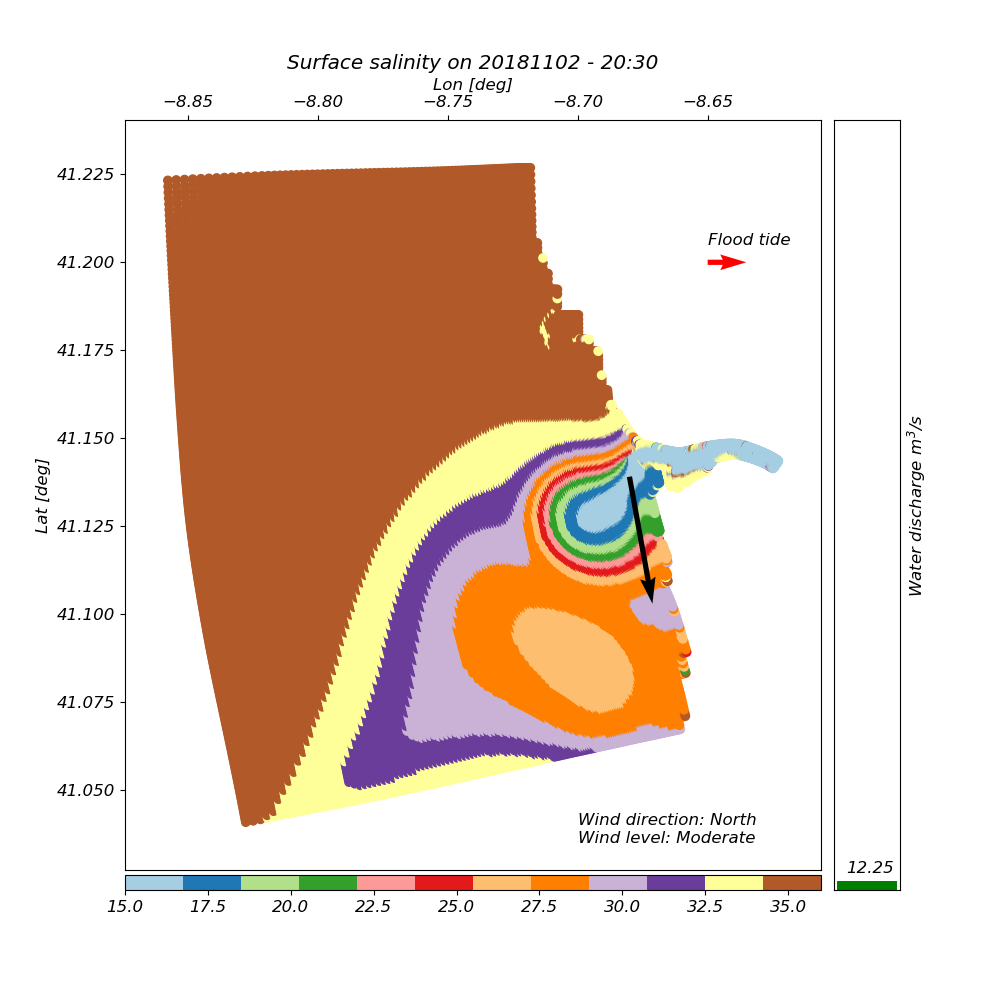 Surface salinity on 20181102 - 20:30
Lon [deg]
−8.85 −8.80 −8.75 −8.70 −8.65
41.225
41.200
41.175
41.150
41.125
41.100
41.075
41.050
Lat [deg]
Flood tide
Wind direction: North
Wind level: Moderate
15.0 17.5 20.0 22.5 25.0 27.5 30.0 32.5 35.0
12.25
Water discharge m³/s